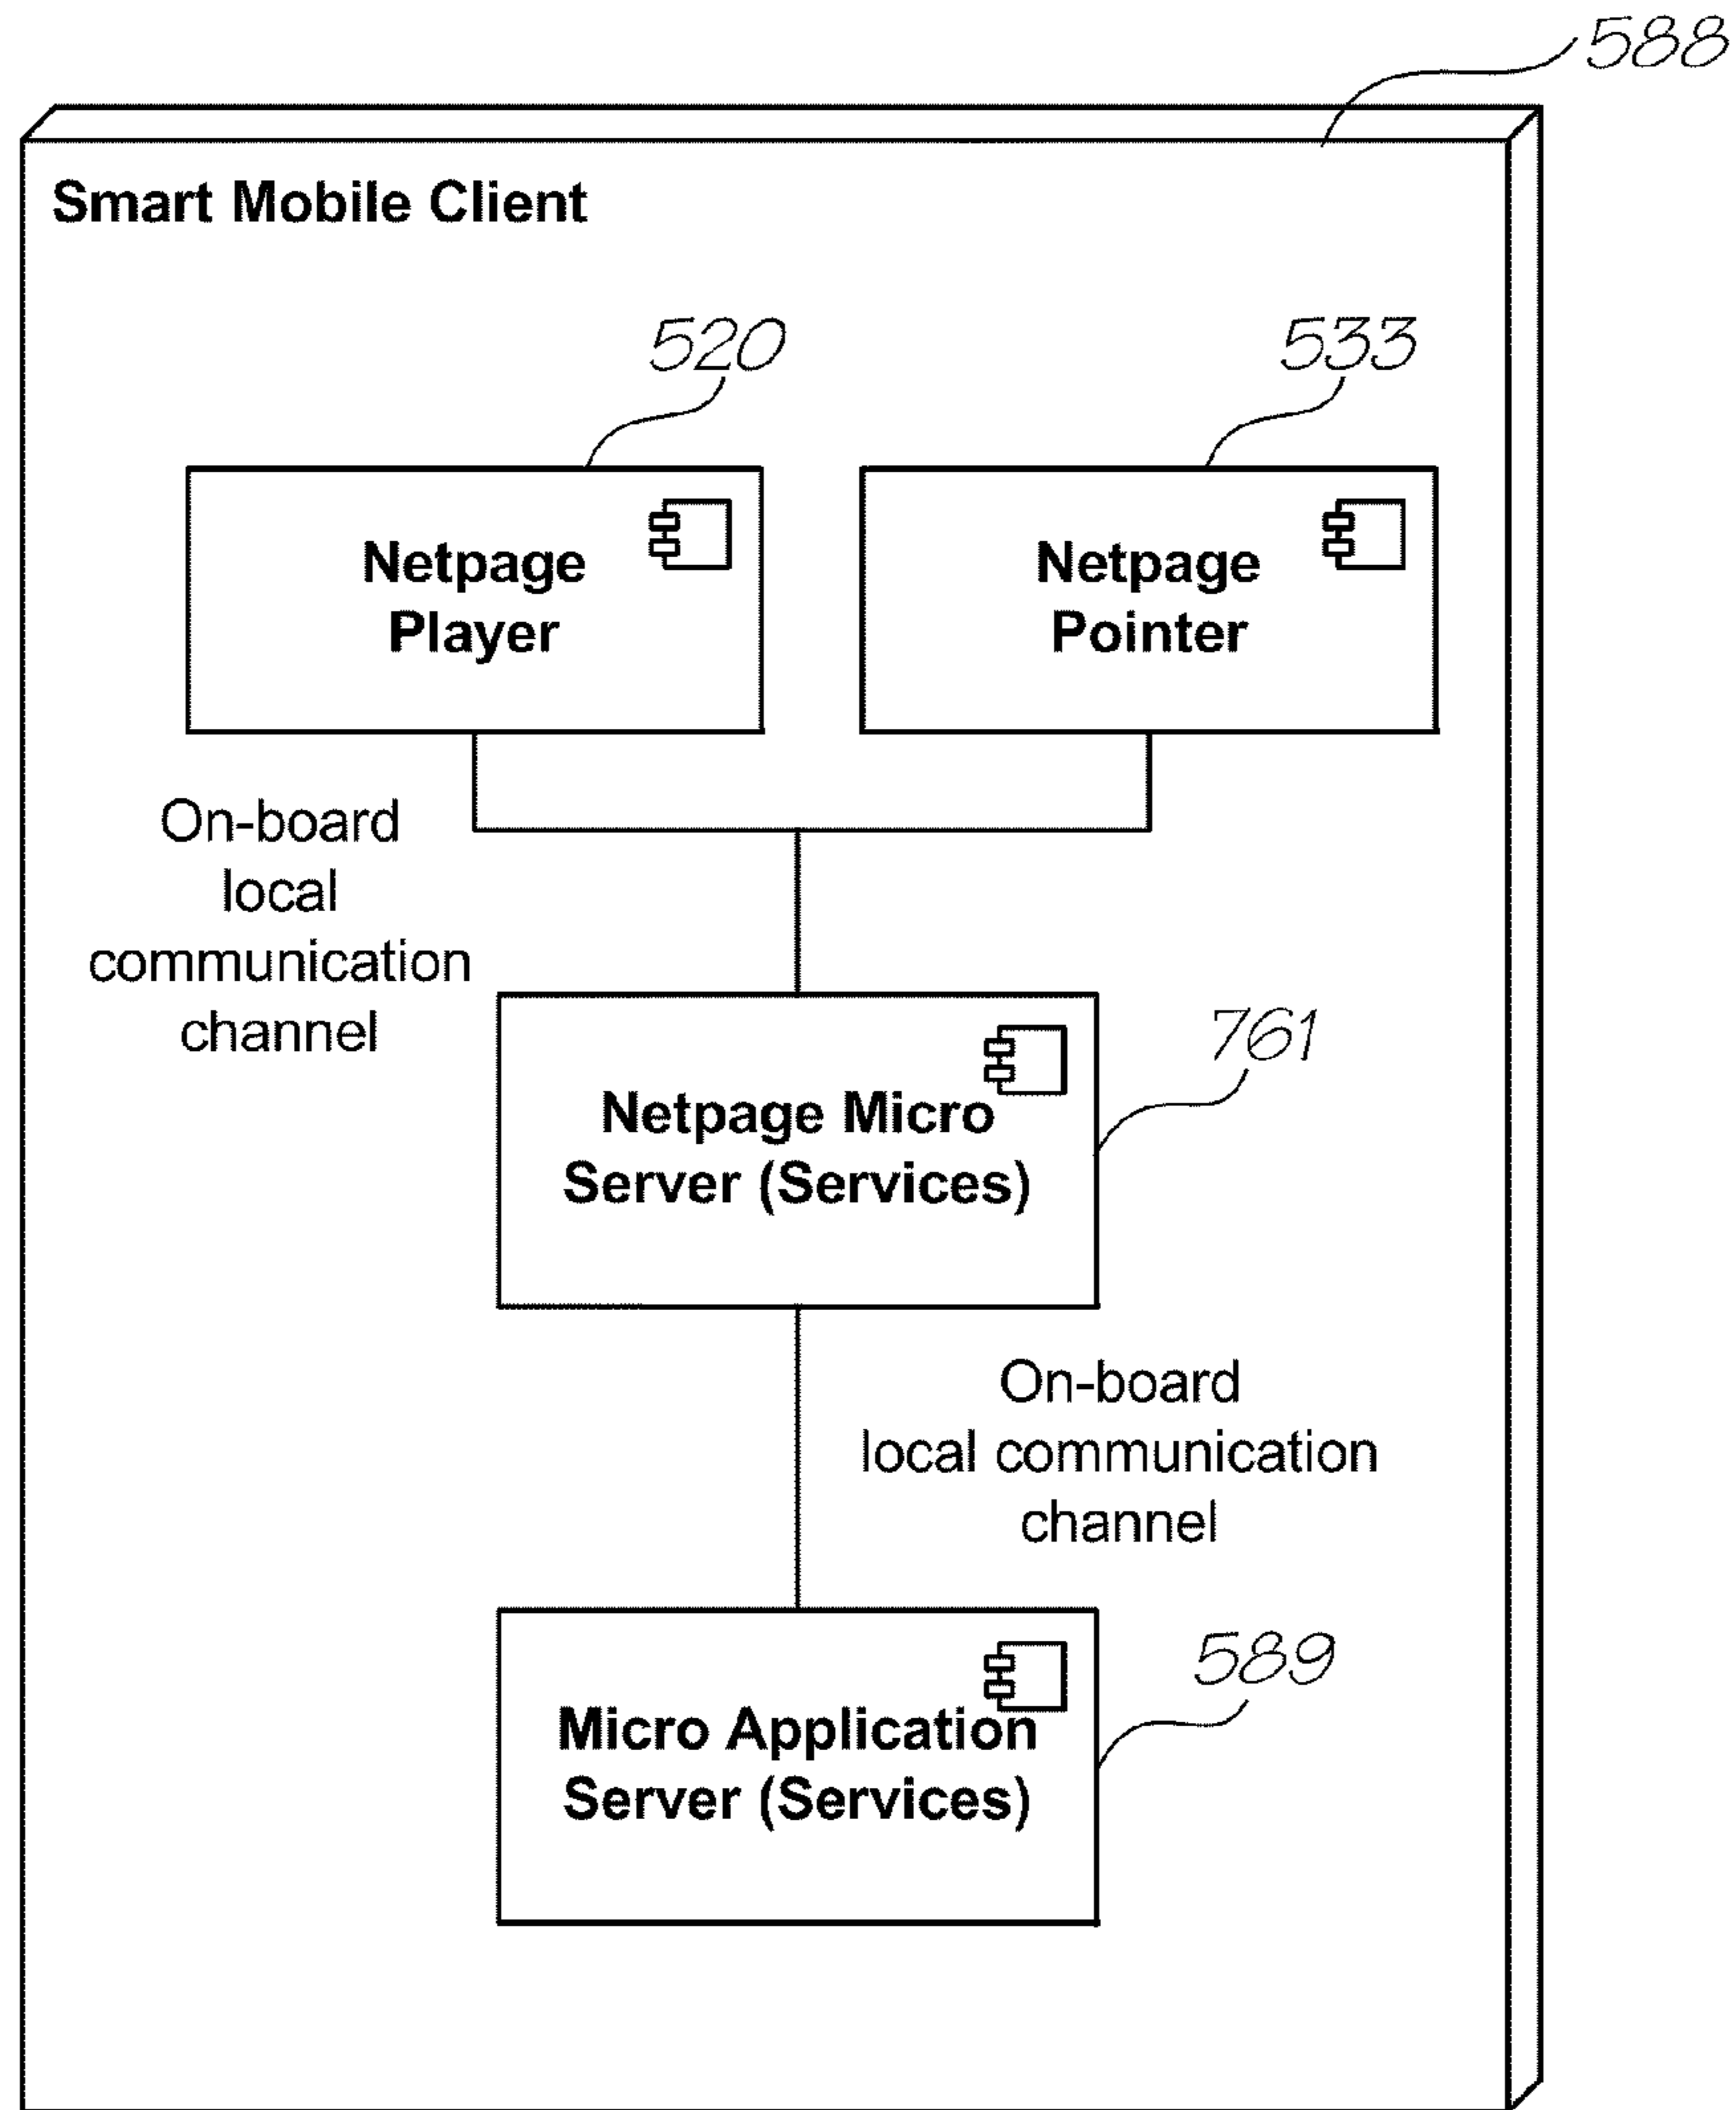 588
Smart Mobile Client
520
533
Netpage
Player
Netpage
Pointer
On-board
local
communication
channel
761
Netpage Micro
Server (Services)
On-board
local communication
channel
589
Micro Application
Server (Services)